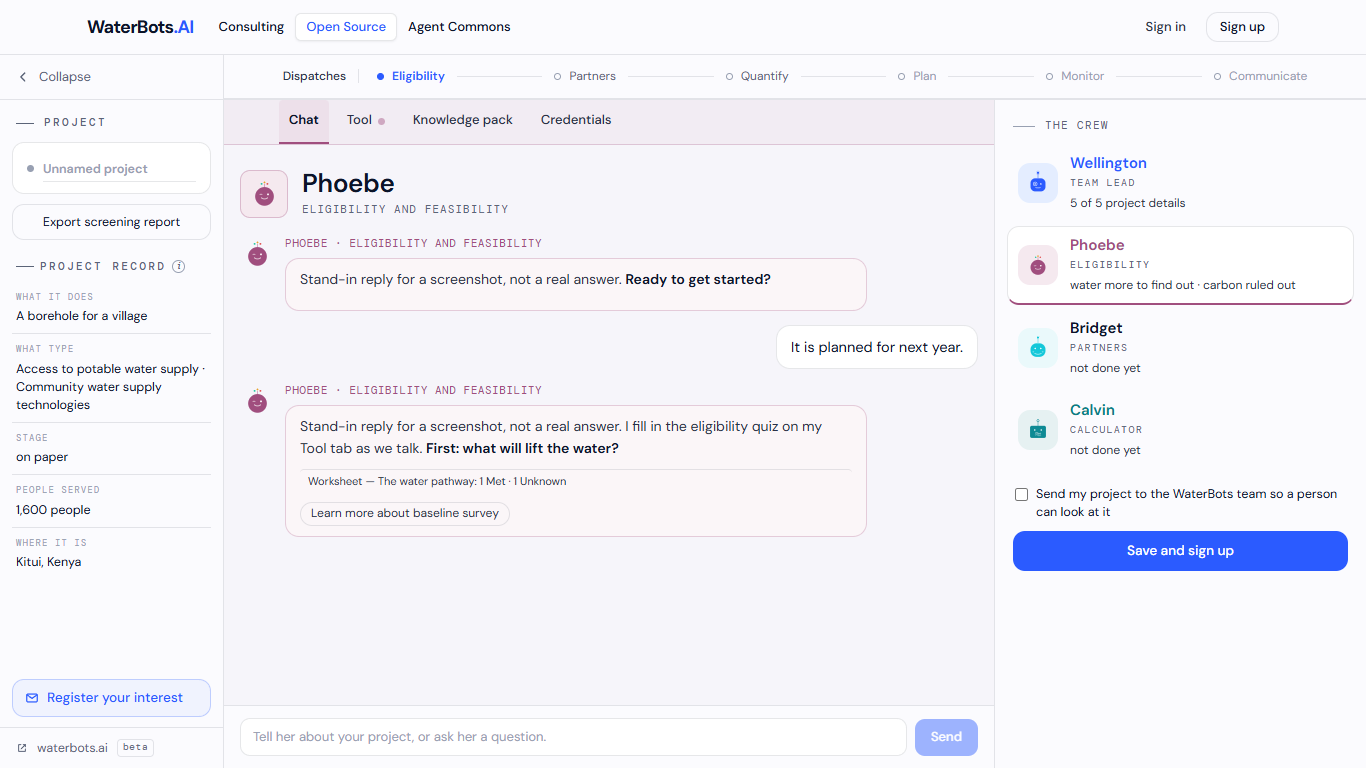 WaterBots.AI
Consulting
Open Source
Agent Commons
Sign in
Sign up
Collapse
Dispatches
Eligibility
Partners
Quantify
Plan
Monitor
Communicate
PROJECT
Unnamed project
Export screening report
PROJECT RECORD
i
WHAT IT DOES
A borehole for a village
WHAT TYPE
Access to potable water supply ·
Community water supply
technologies
STAGE
on paper
PEOPLE SERVED
1,600 people
WHERE IT IS
Kitui, Kenya
Register your interest
waterbots.ai
beta
Chat
Tool
Knowledge pack
Credentials
Phoebe
ELIGIBILITY AND FEASIBILITY
PHOEBE · ELIGIBILITY AND FEASIBILITY
Stand-in reply for a screenshot, not a real answer. Ready to get started?
It is planned for next year.
PHOEBE · ELIGIBILITY AND FEASIBILITY
Stand-in reply for a screenshot, not a real answer. I fill in the eligibility quiz on my
Tool tab as we talk. First: what will lift the water?
Worksheet — The water pathway: 1 Met · 1 Unknown
Learn more about baseline survey
Tell her about your project, or ask her a question.
Send
THE CREW
Wellington
TEAM LEAD
5 of 5 project details
Phoebe
ELIGIBILITY
water more to find out · carbon ruled out
Bridget
PARTNERS
not done yet
Calvin
CALCULATOR
not done yet
Send my project to the WaterBots team so a person
can look at it
Save and sign up